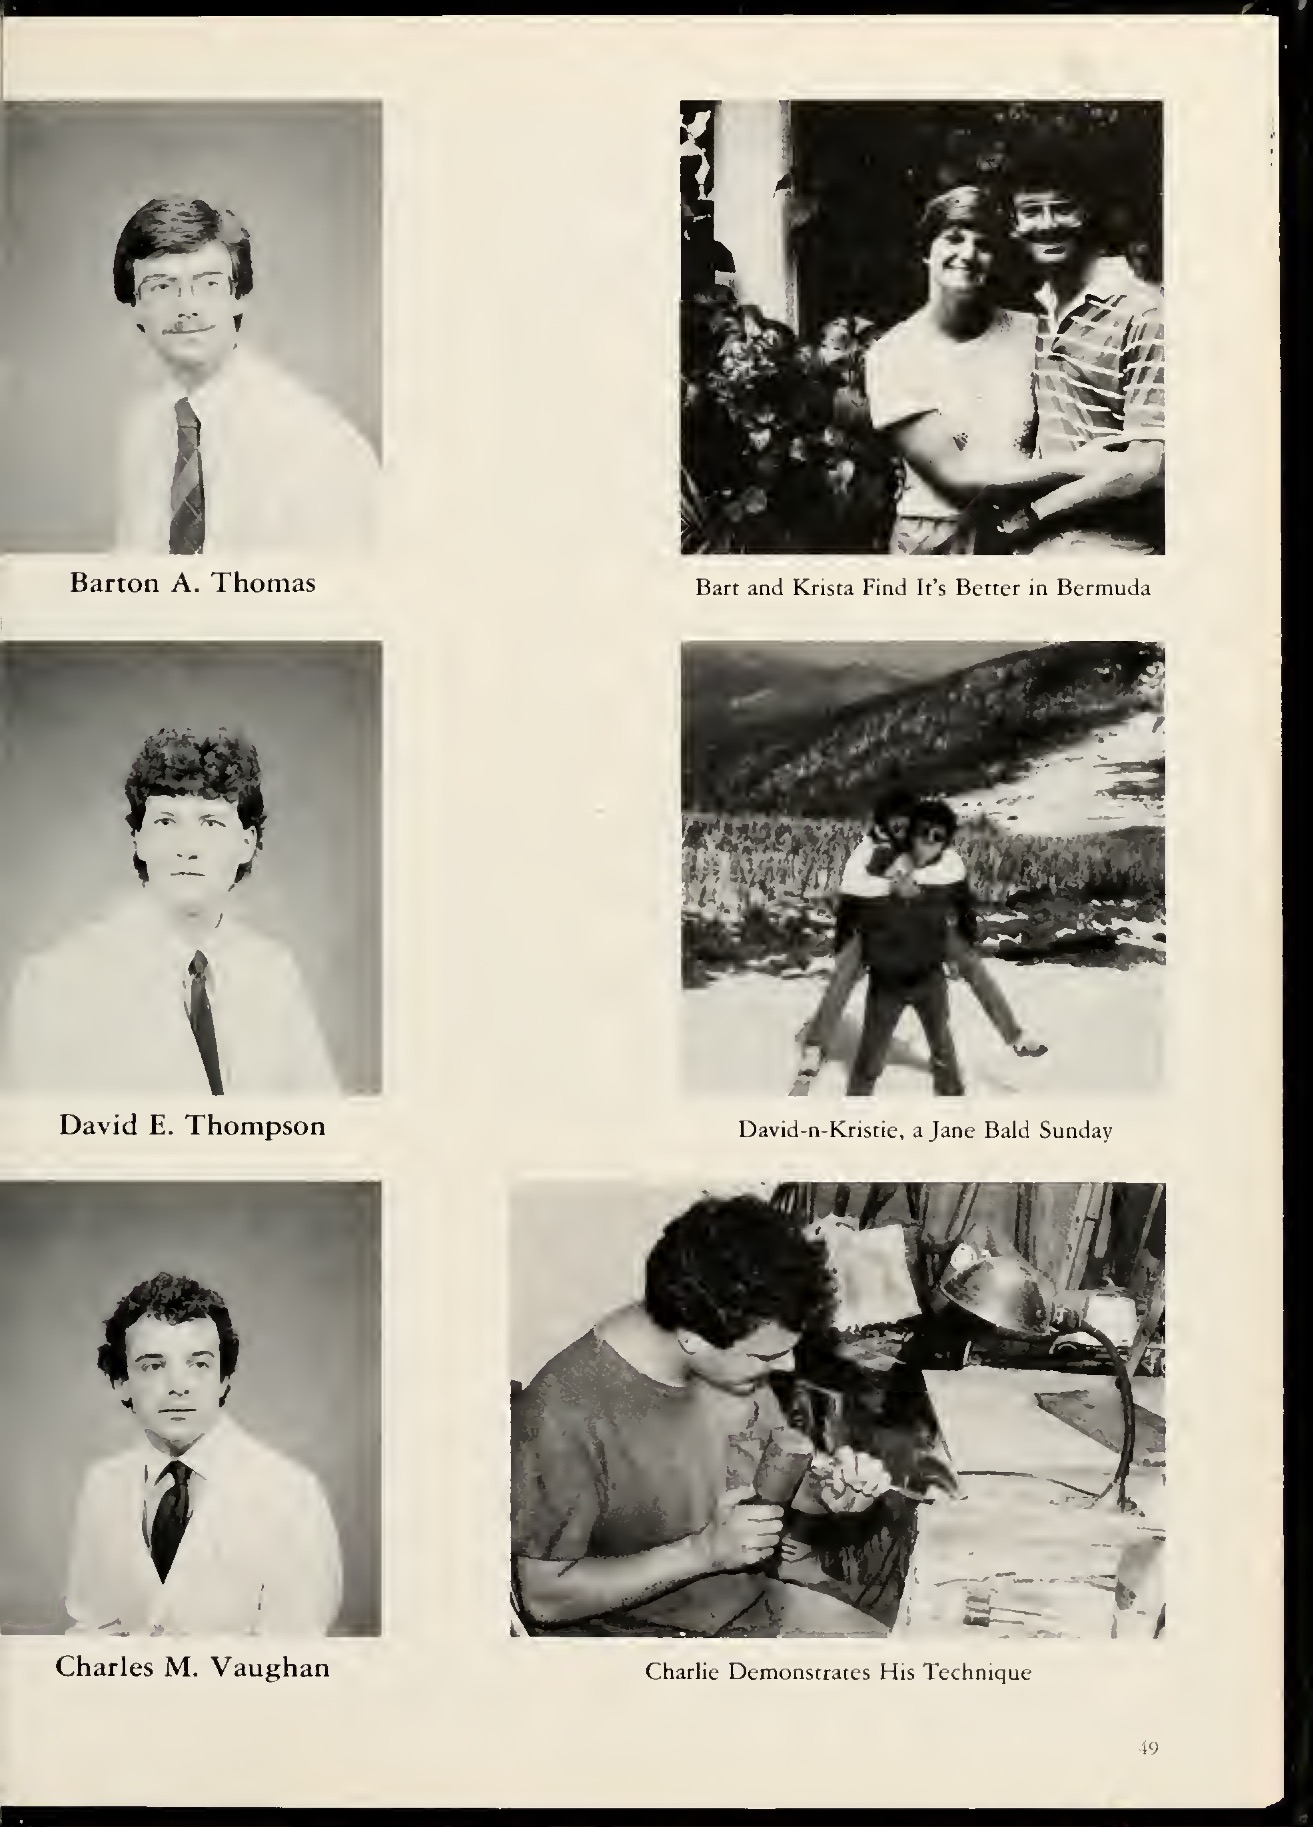 Barton A. Thomas
Bart and Krista Find It's Better in Bermuda
David E. Thompson
David-n-Kristie, a Jane Bald Sunday
Charles M. Vaughan
Charlie Demonstrates His Technique
49